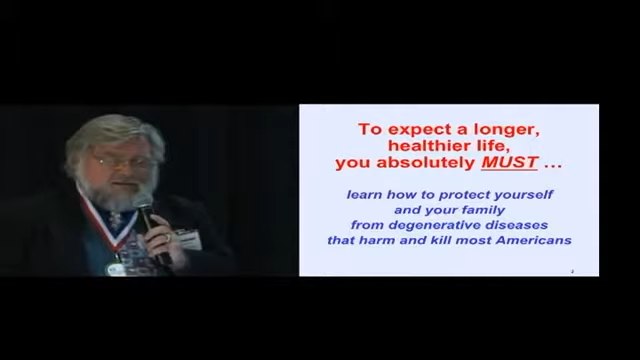 To expect a longer,
healthier life,
you absolutely MUST ...
learn how to protect yourself
and your family
from degenerative diseases
that harm and kill most Americans
2